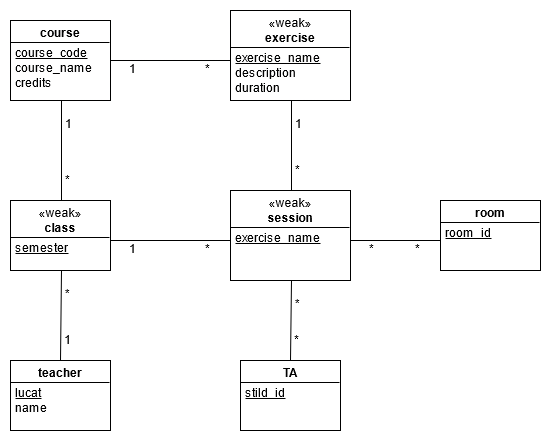 course
course_code
course_name
credits
«weak»
exercise
exercise_name
description
duration
1
*
1
*
1
*
«weak»
class
semester
1
*
«weak»
session
exercise_name
*
*
room
room_id
*
1
*
*
teacher
lucat
name
TA
stild_id